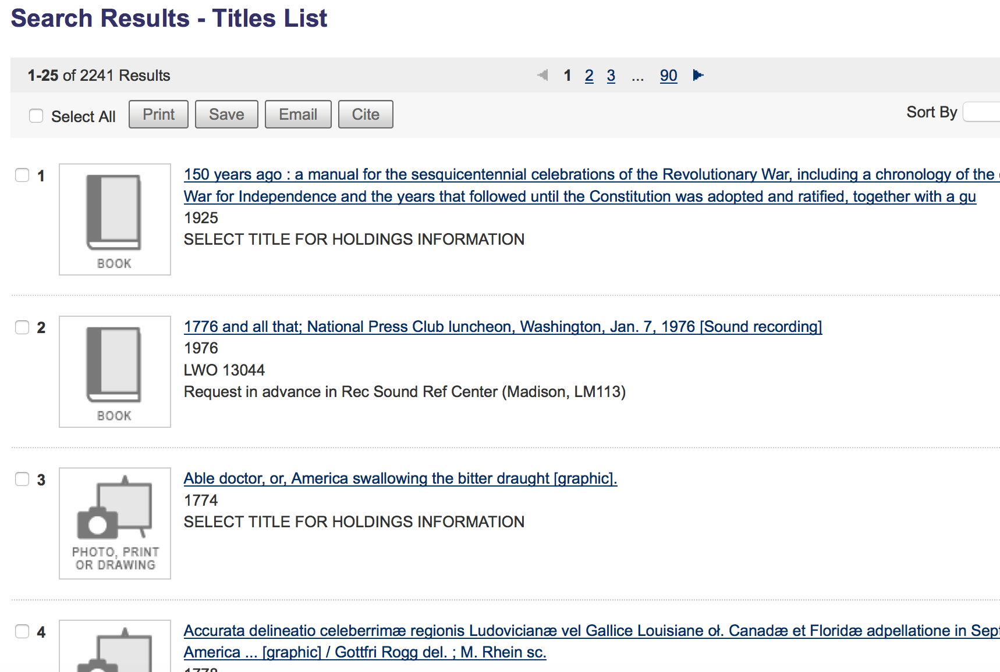 Search Results - Titles List
1-25 of 2241 Results
1 2 3 ... 90
Select All Print Save Email Cite
Sort By
1
150 years ago : a manual for the sesquicentennial celebrations of the Revolutionary War, including a chronology of the
War for Independence and the years that followed until the Constitution was adopted and ratified, together with a gu
1925
SELECT TITLE FOR HOLDINGS INFORMATION
BOOK
2
1776 and all that; National Press Club luncheon, Washington, Jan. 7, 1976 [Sound recording]
1976
LWO 13044
Request in advance in Rec Sound Ref Center (Madison, LM113)
BOOK
3
Able doctor, or, America swallowing the bitter draught [graphic].
1774
SELECT TITLE FOR HOLDINGS INFORMATION
PHOTO, PRINT
OR DRAWING
4
Accurata delineatio celeberrimæ regionis Ludovicianæ vel Gallice Louisiane oł. Canadæ et Floridæ adpellatione in Sept
America ... [graphic] / Gottfri Rogg del. ; M. Rhein sc.